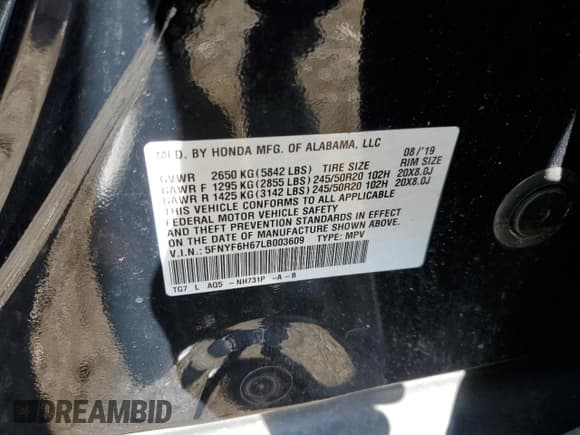 MFD. BY HONDA MFG. OF ALABAMA, LLC 08/'19
GVWR 2650 KG(5842 LBS) TIRE SIZE RIM SIZE
GAWR F 1295 KG(2855 LBS) 245/50R20 102H 20X8.0J
GAWR R 1425 KG(3142 LBS) 245/50R20 102H 20X8.0J
THIS VEHICLE CONFORMS TO ALL APPLICABLE
FEDERAL MOTOR VEHICLE SAFETY
AND THEFT PREVENTION STANDARDS IN EFFECT
ON THE DATE OF MANUFACTURE SHOWN ABOVE.
V.I.N.: 5FNYF6H67LB003609 TYPE: MPV
TG7 L AQ5 -NH731P -A -B
DREAMBID